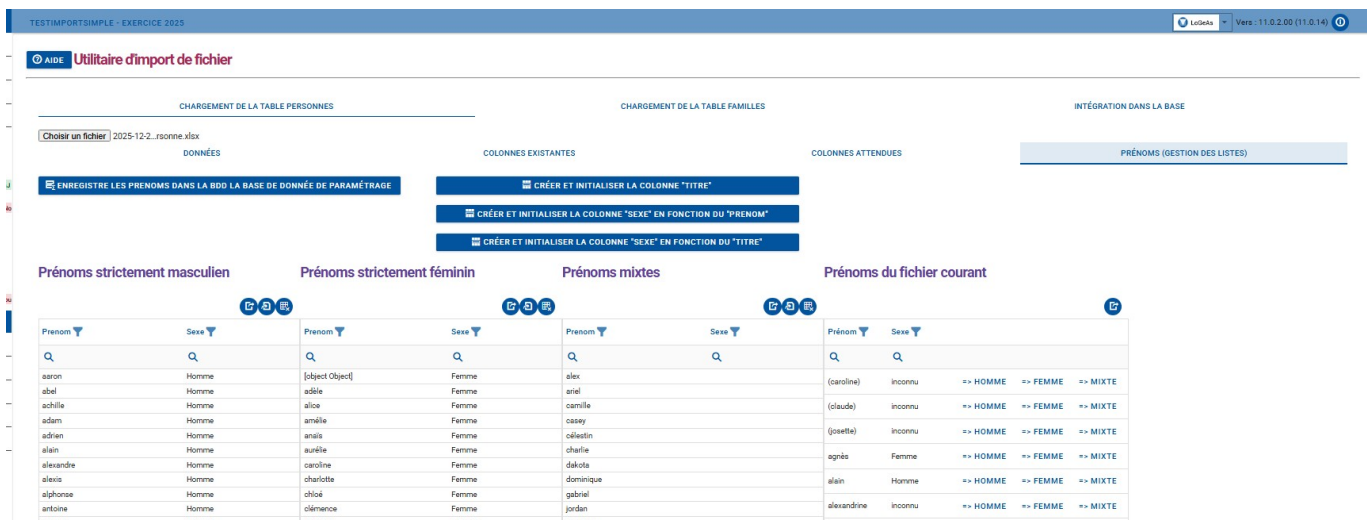 TESTIMPORTSIMPLE - EXERCICE 2025 LoGeAs Vers : 11.0.2.00 (11.0.14)
AIDE Utilitaire d'import de fichier
CHARGEMENT DE LA TABLE PERSONNES CHARGEMENT DE LA TABLE FAMILLES INTÉGRATION DANS LA BASE
Choisir un fichier 2025-12-2...rsonne.xlsx
DONNÉES COLONNES EXISTANTES COLONNES ATTENDUES PRÉNOMS (GESTION DES LISTES)
ENREGISTRE LES PRENOMS DANS LA BDD LA BASE DE DONNÉE DE PARAMÉTRAGE CRÉER ET INITIALISER LA COLONNE "TITRE"
CRÉER ET INITIALISER LA COLONNE "SEXE" EN FONCTION DU "PRENOM"
CRÉER ET INITIALISER LA COLONNE "SEXE" EN FONCTION DU "TITRE"
Prénoms strictement masculien Prénoms strictement féminin Prénoms mixtes Prénoms du fichier courant
Prenom Sexe Prenom Sexe Prenom Sexe Prénom Sexe
aaron Homme [object Object] Femme alex
(caroline) inconnu => HOMME => FEMME => MIXTE
abel Homme adèle Femme ariel
achille Homme alice Femme camille
(claude) inconnu => HOMME => FEMME => MIXTE
adam Homme amélie Femme casey
(josette) inconnu => HOMME => FEMME => MIXTE
adrien Homme anaïs Femme célestin
alain Homme aurélie Femme charlie
agnès Femme => HOMME => FEMME => MIXTE
alexandre Homme caroline Femme dakota
alexis Homme charlotte Femme dominique
alain Homme => HOMME => FEMME => MIXTE
alphonse Homme chloé Femme gabriel
antoine Homme clémence Femme jordan
alexandrine inconnu => HOMME => FEMME => MIXTE